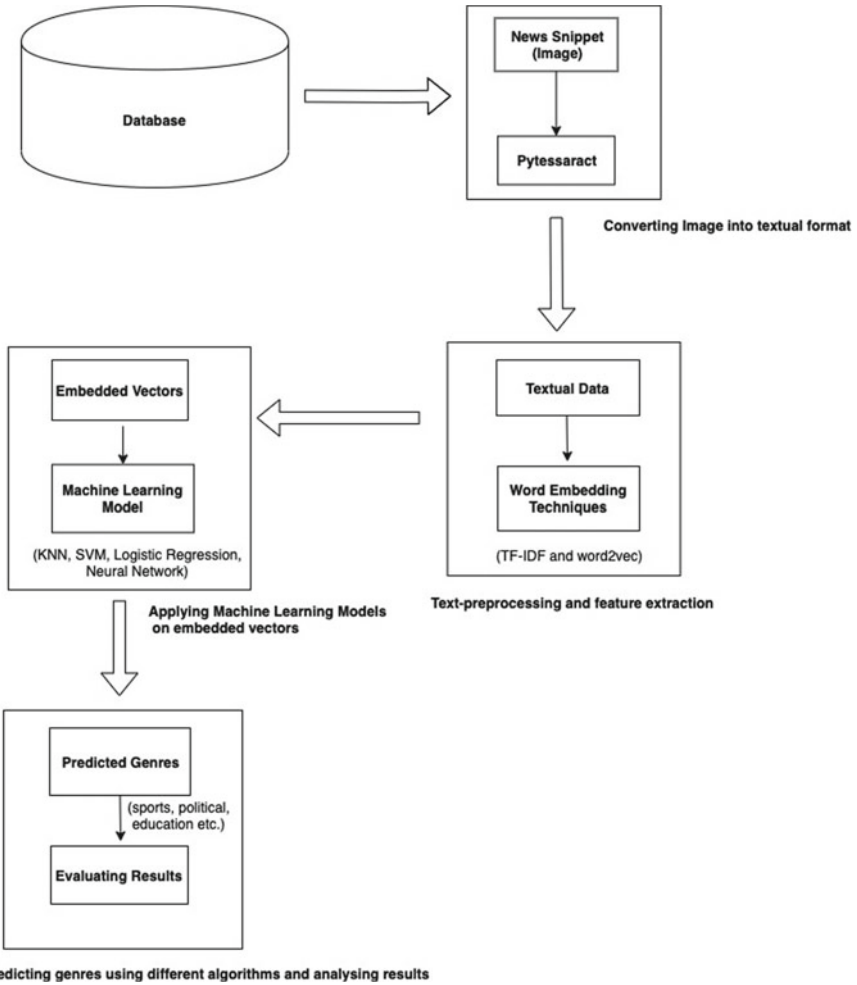 Database
News Snippet
(Image)
Pytessaract
Converting Image into textual format
Textual Data
Word Embedding
Techniques
(TF-IDF and word2vec)
Text-preprocessing and feature extraction
Embedded Vectors
Machine Learning
Model
(KNN, SVM, Logistic Regression,
Neural Network)
Applying Machine Learning Models
on embedded vectors
Predicted Genres
(sports, political,
education etc.)
Evaluating Results
edicting genres using different algorithms and analysing results